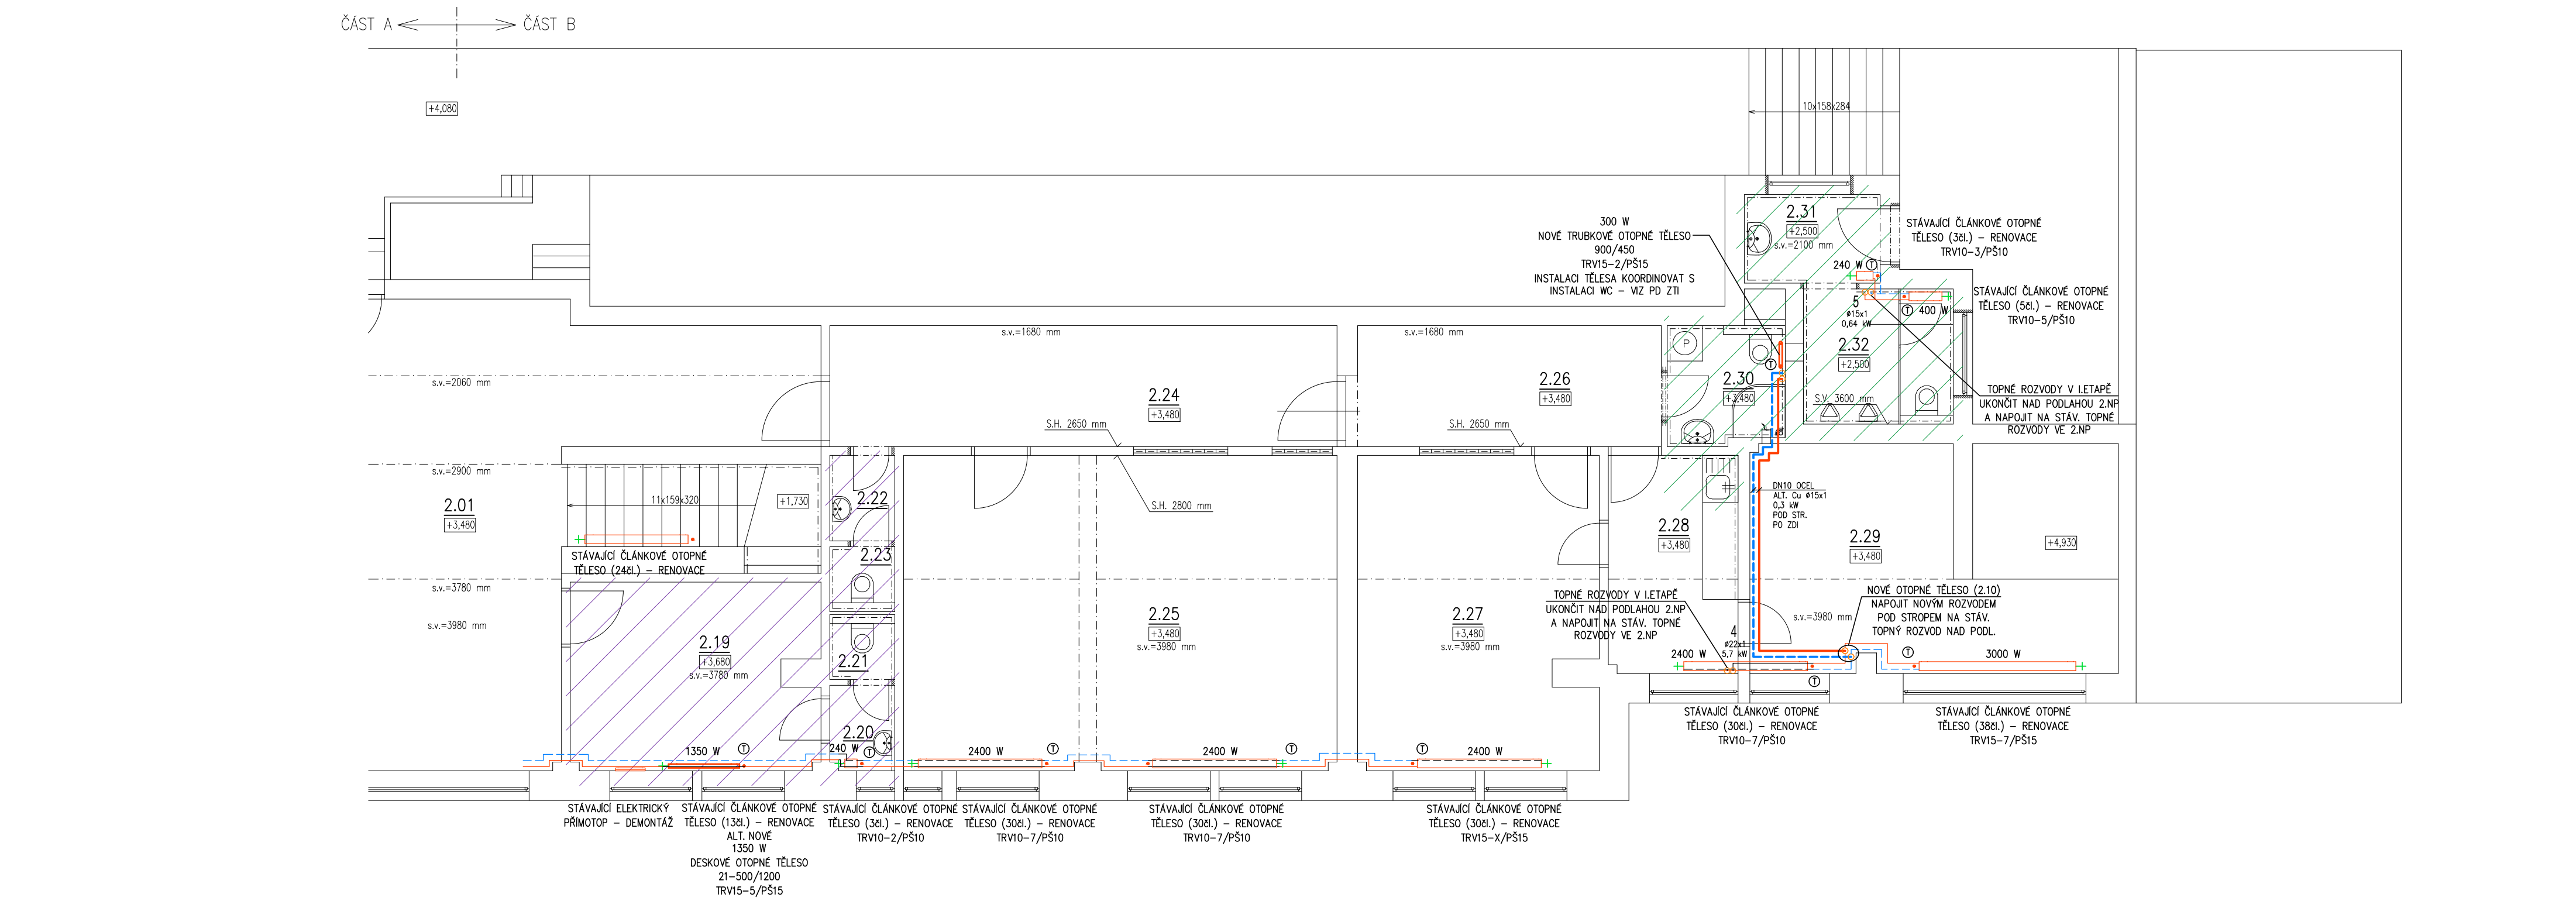 ČÁST A
ČÁST B
+4,080
10x158x284
2.31
+2,500
s.v.=2100 mm
STÁVAJÍCÍ ČLÁNKOVÉ OTOPNÉ
TĚLESO (3čl.) – RENOVACE
TRV10-3/PŠ10
300 W
NOVÉ TRUBKOVÉ OTOPNÉ TĚLESO
900/450
TRV15-2/PŠ15
INSTALACI TĚLESA KOORDINOVAT S
INSTALACI WC – VIZ PD ZTI
240 W
T
STÁVAJÍCÍ ČLÁNKOVÉ OTOPNÉ
TĚLESO (5čl.) – RENOVACE
TRV10-5/PŠ10
5
ø15x1
0,64 kW
T
400 W
2.32
+2,500
S.V. 3600 mm
TOPNÉ ROZVODY V I.ETAPĚ
UKONČIT NAD PODLAHOU 2.NP
A NAPOJIT NA STÁV. TOPNÉ
ROZVODY VE 2.NP
s.v.=1680 mm
s.v.=1680 mm
P
T
2.30
+3,480
s.v.=2060 mm
2.24
+3,480
2.26
+3,480
S.H. 2650 mm
S.H. 2650 mm
s.v.=2900 mm
2.01
+3,480
11x159x320
+1,730
2.22
S.H. 2800 mm
DN10 OCEL
ALT. Cu ø15x1
0,3 kW
POD STR.
PO ZDI
2.28
+3,480
2.29
+3,480
+4,930
STÁVAJÍCÍ ČLÁNKOVÉ OTOPNÉ
TĚLESO (24čl.) – RENOVACE
2.23
s.v.=3780 mm
s.v.=3980 mm
2.19
+3,680
s.v.=3780 mm
2.21
2.25
+3,480
s.v.=3980 mm
2.27
+3,480
s.v.=3980 mm
TOPNÉ ROZVODY V I.ETAPĚ
UKONČIT NAD PODLAHOU 2.NP
A NAPOJIT NA STÁV. TOPNÉ
ROZVODY VE 2.NP
4
ø22x1
5,7 kW
2400 W
T
s.v.=3980 mm
NOVÉ OTOPNÉ TĚLESO (2.10)
NAPOJIT NOVÝM ROZVODEM
POD STROPEM NA STÁV.
TOPNÝ ROZVOD NAD PODL.
T
3000 W
2.20
1350 W
T
240 W
T
2400 W
T
2400 W
T
T
2400 W
STÁVAJÍCÍ ČLÁNKOVÉ OTOPNÉ
TĚLESO (30čl.) – RENOVACE
TRV10-7/PŠ10
STÁVAJÍCÍ ČLÁNKOVÉ OTOPNÉ
TĚLESO (38čl.) – RENOVACE
TRV15-7/PŠ15
STÁVAJÍCÍ ELEKTRICKÝ
PŘÍMOTOP – DEMONTÁŽ
STÁVAJÍCÍ ČLÁNKOVÉ OTOPNÉ
TĚLESO (13čl.) – RENOVACE
ALT. NOVÉ
1350 W
DESKOVÉ OTOPNÉ TĚLESO
21-500/1200
TRV15-5/PŠ15
STÁVAJÍCÍ ČLÁNKOVÉ OTOPNÉ
TĚLESO (3čl.) – RENOVACE
TRV10-2/PŠ10
STÁVAJÍCÍ ČLÁNKOVÉ OTOPNÉ
TĚLESO (30čl.) – RENOVACE
TRV10-7/PŠ10
STÁVAJÍCÍ ČLÁNKOVÉ OTOPNÉ
TĚLESO (30čl.) – RENOVACE
TRV10-7/PŠ10
STÁVAJÍCÍ ČLÁNKOVÉ OTOPNÉ
TĚLESO (30čl.) – RENOVACE
TRV15-X/PŠ15